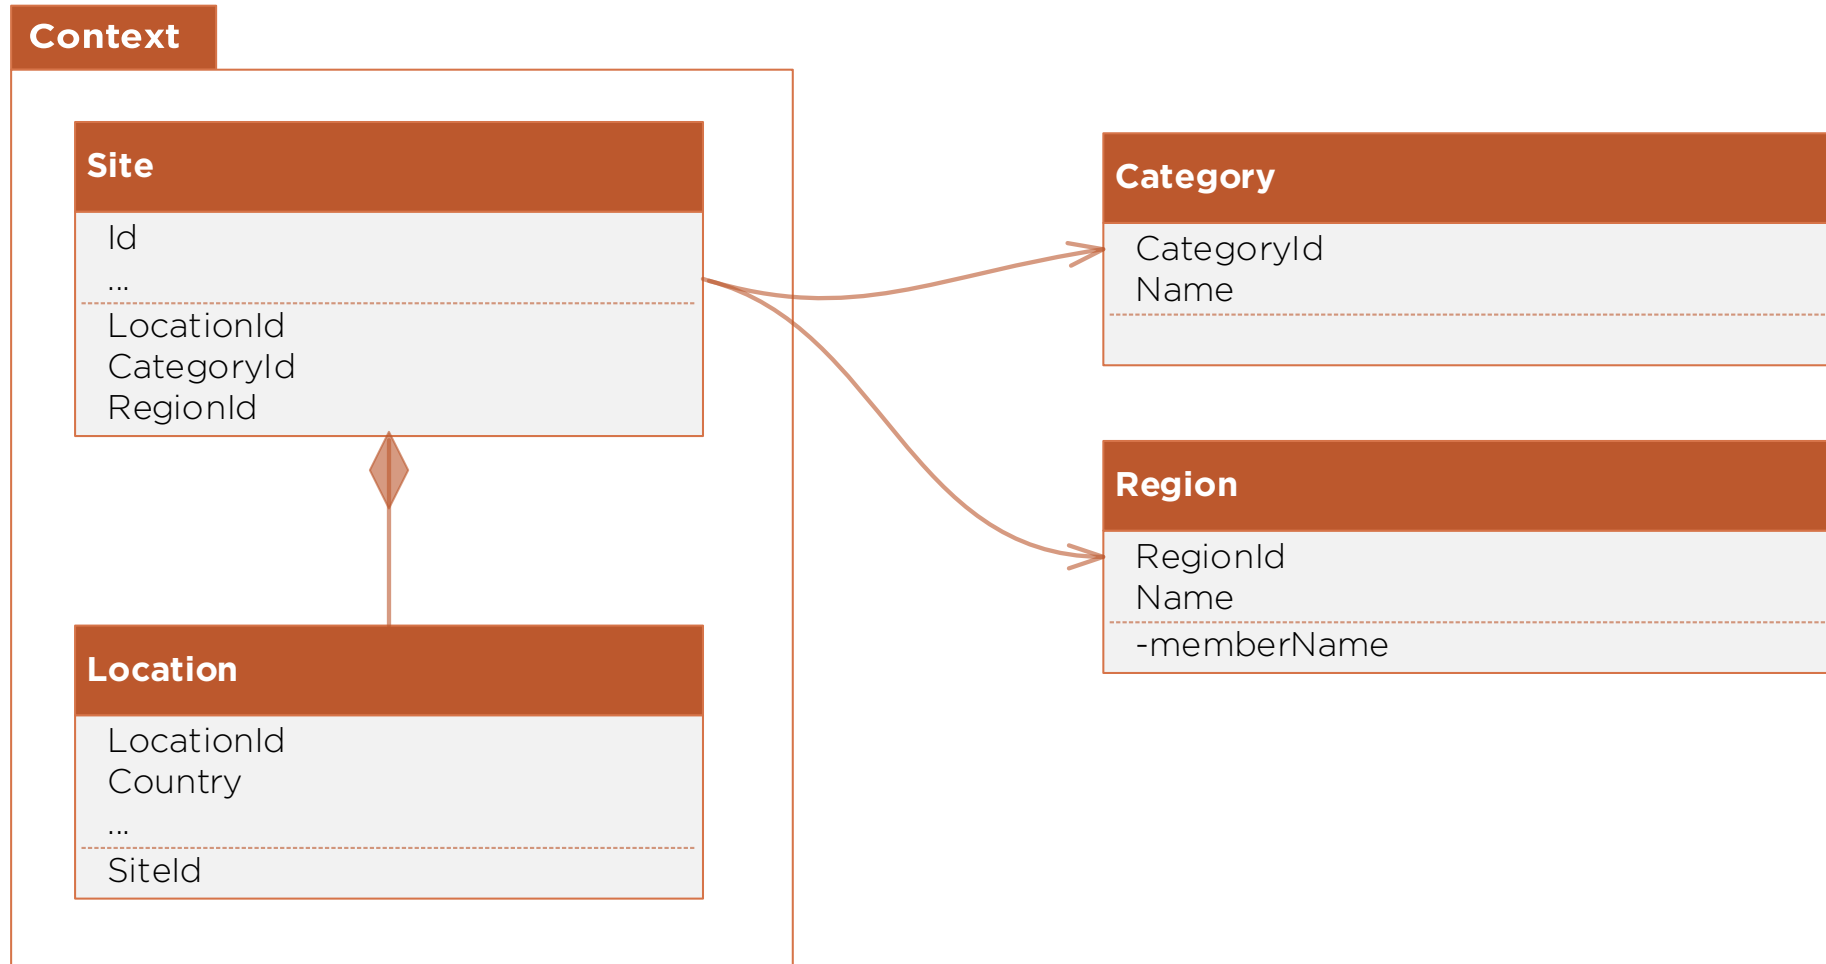 Context
Site
Id
...
LocationId
CategoryId
RegionId
Location
LocationId
Country
...
SiteId
Category
CategoryId
Name
Region
RegionId
Name
-memberName